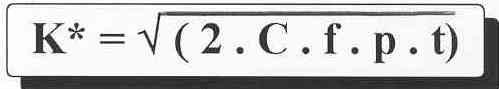 K* = √( 2 . C . f . p . t)